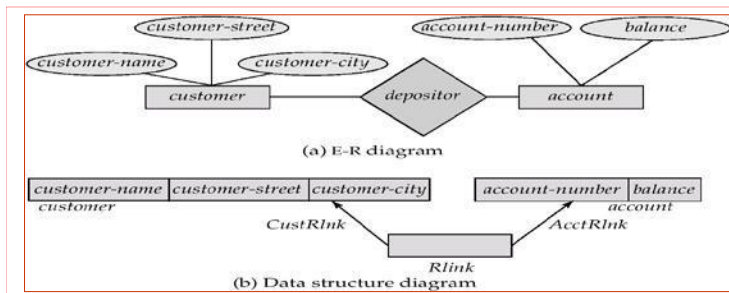 customer-street
account-number balance
customer-name customer-city
depositor
customer account
(a) E-R diagram
customer-name customer-street customer-city account-number balance
customer account
CustRlnk AcctRlnk
Rlink
(b) Data structure diagram